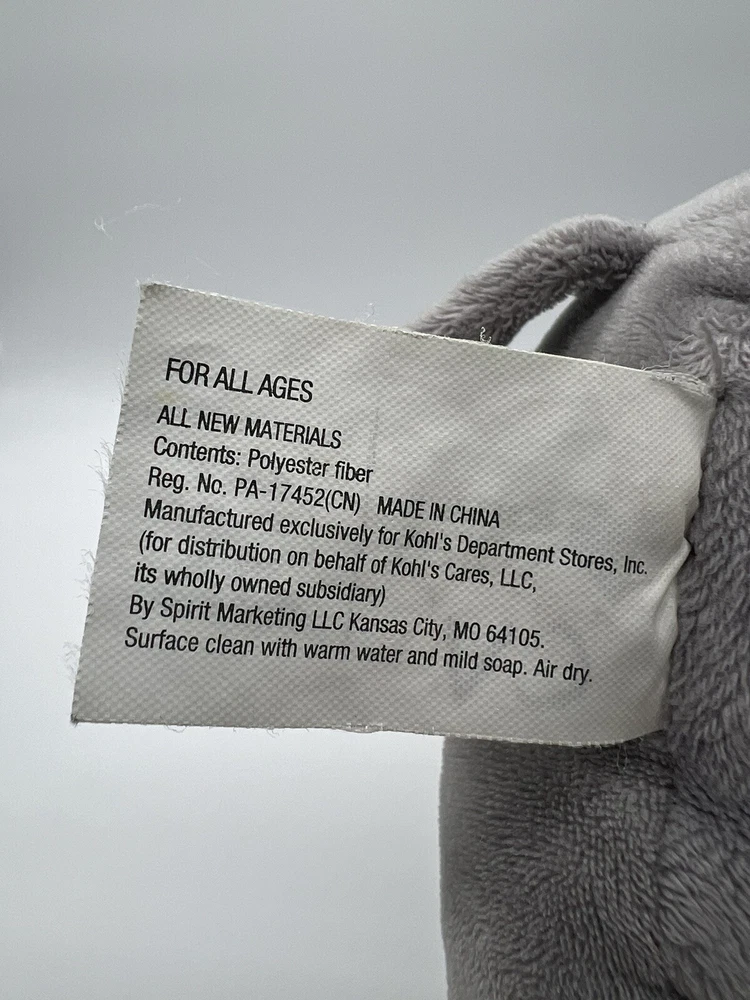 FOR ALL AGES
ALL NEW MATERIALS
Contents: Polyester fiber
Reg. No. PA-17452(CN) MADE IN CHINA
Manufactured exclusively for Kohl's Department Stores, Inc.
(for distribution on behalf of Kohl's Cares, LLC,
its wholly owned subsidiary)
By Spirit Marketing LLC Kansas City, MO 64105.
Surface clean with warm water and mild soap. Air dry.